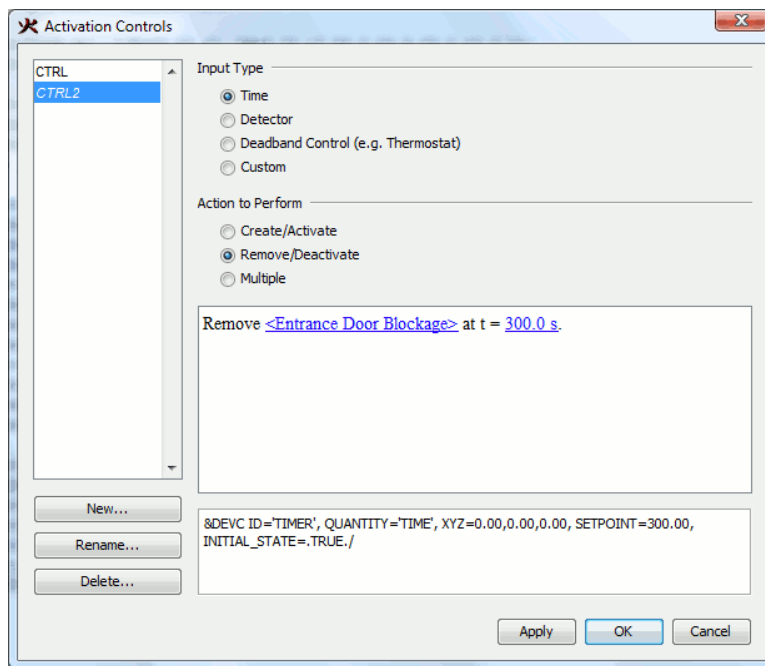 Activation Controls
CTRL
CTRL2
New...
Rename...
Delete...
Input Type
Time
Detector
Deadband Control (e.g. Thermostat)
Custom
Action to Perform
Create/Activate
Remove/Deactivate
Multiple
Remove <Entrance Door Blockage> at t = 300.0 s.
&DEVC ID='TIMER', QUANTITY='TIME', XYZ=0.00,0.00,0.00, SETPOINT=300.00,
INITIAL_STATE=.TRUE./
Apply
OK
Cancel